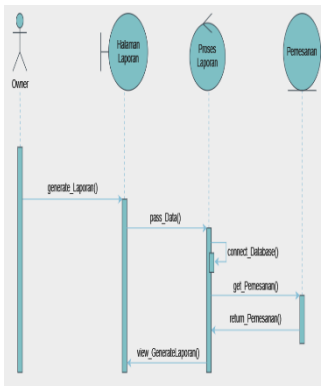 Halaman
Laporan
Proses
Laporan
Pemesanan
Owner
generate_Laporan()
pass_Data()
connect_Database()
get_Pemesanan()
return_Pemesanan()
view_GenerateLaporan()